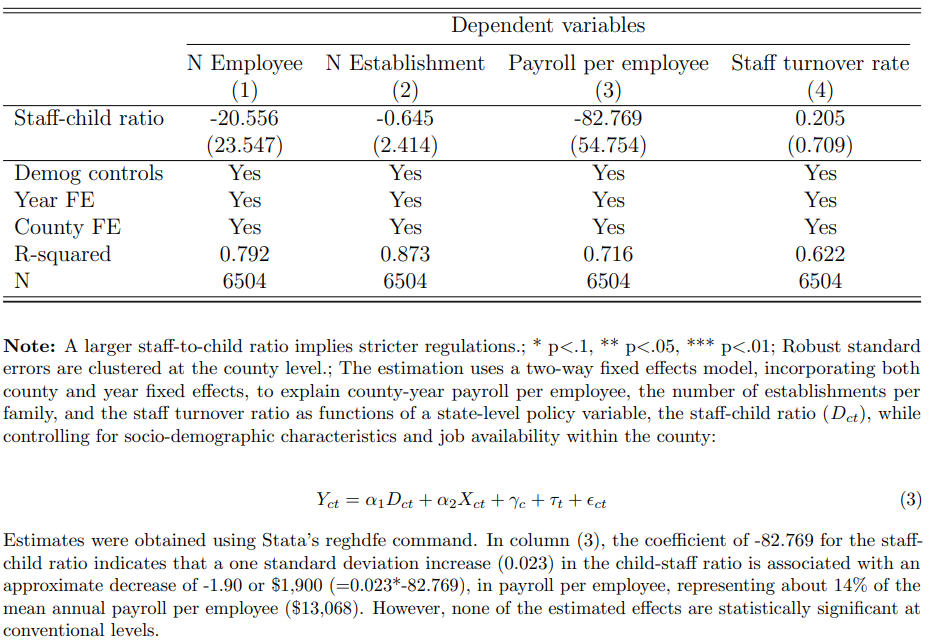 Dependent variables
N Employee N Establishment Payroll per employee Staff turnover rate
(1) (2) (3) (4)
Staff-child ratio -20.556 -0.645 -82.769 0.205
(23.547) (2.414) (54.754) (0.709)
Demog controls Yes Yes Yes Yes
Year FE Yes Yes Yes Yes
County FE Yes Yes Yes Yes
R-squared 0.792 0.873 0.716 0.622
N 6504 6504 6504 6504
Note: A larger staff-to-child ratio implies stricter regulations.; * p<.1, ** p<.05, *** p<.01; Robust standard
errors are clustered at the county level.; The estimation uses a two-way fixed effects model, incorporating both
county and year fixed effects, to explain county-year payroll per employee, the number of establishments per
family, and the staff turnover ratio as functions of a state-level policy variable, the staff-child ratio (D_{ct}), while
controlling for socio-demographic characteristics and job availability within the county:
Y_{ct} = α_1D_{ct} + α_2X_{ct} + γ_c + τ_t + ϵ_{ct} (3)
Estimates were obtained using Stata's reghdfe command. In column (3), the coefficient of -82.769 for the staff-
child ratio indicates that a one standard deviation increase (0.023) in the child-staff ratio is associated with an
approximate decrease of -1.90 or $1,900 (=0.023*-82.769), in payroll per employee, representing about 14% of the
mean annual payroll per employee ($13,068). However, none of the estimated effects are statistically significant at
conventional levels.